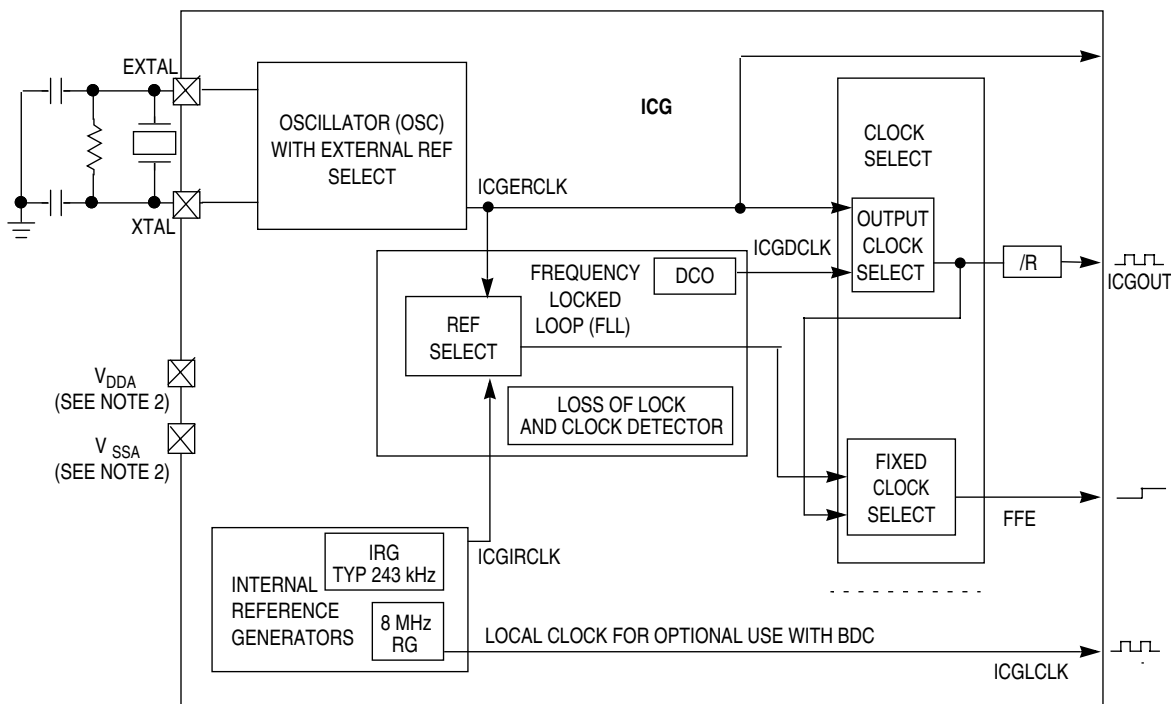 EXTAL
ICG
OSCILLATOR (OSC)
WITH EXTERNAL REF
SELECT
CLOCK
SELECT
ICGERCLK
XTAL
OUTPUT
CLOCK
SELECT
ICGDCLK
/R
ICGOUT
FREQUENCY
LOCKED
LOOP (FLL)
DCO
REF
SELECT
V DDA
(SEE NOTE 2)
LOSS OF LOCK
AND CLOCK DETECTOR
V SSA
(SEE NOTE 2)
FIXED
CLOCK
SELECT
FFE
ICGIRCLK
IRG
TYP 243 kHz
INTERNAL
REFERENCE
GENERATORS
8 MHz
RG
LOCAL CLOCK FOR OPTIONAL USE WITH BDC
ICGLCLK